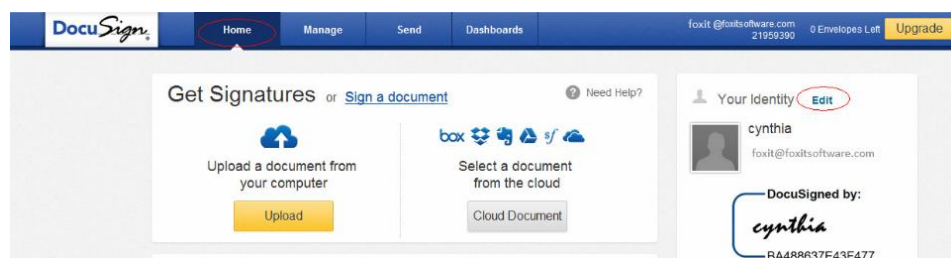 DocuSign
Home Manage Send Dashboards
foxit @foxitsoftware.com
21959390
0 Envelopes Left
Upgrade
Get Signatures or Sign a document
? Need Help?
Upload a document from
your computer
Upload
box
sf
Select a document
from the cloud
Cloud Document
Your Identity Edit
cynthia
foxit@foxitsoftware.com
DocuSigned by:
cynthia
BA488637E43F477